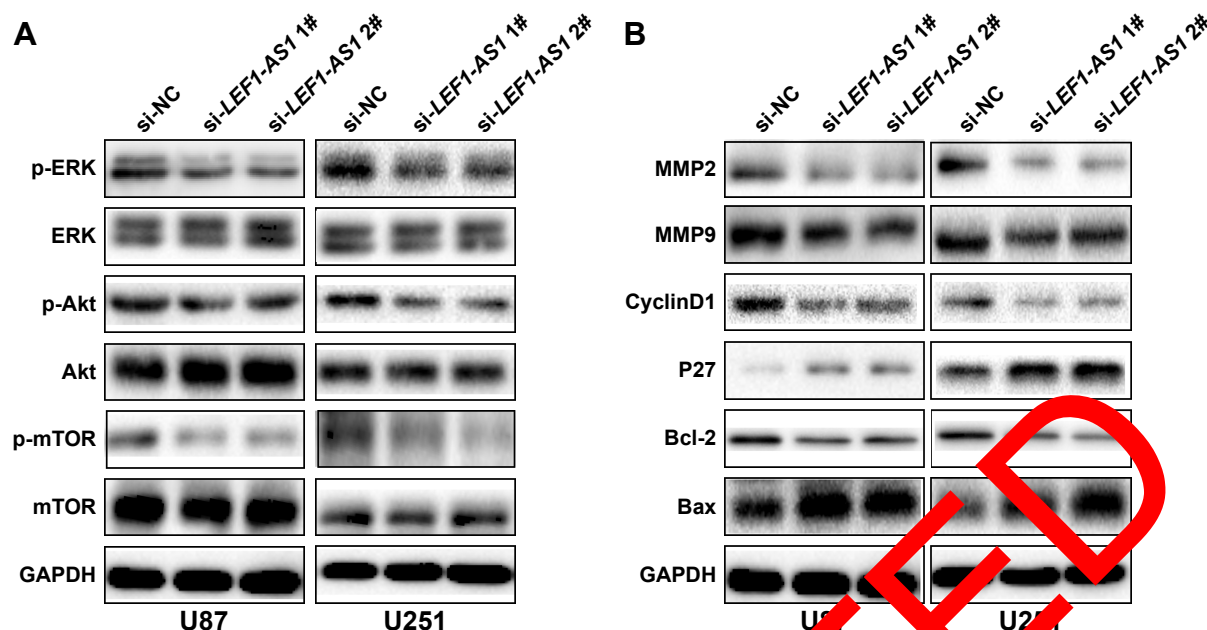 A
si-NC si-LEF1-AS1 1# si-LEF1-AS1 2# si-NC si-LEF1-AS1 1# si-LEF1-AS1 2#
p-ERK
ERK
p-Akt
Akt
p-mTOR
mTOR
GAPDH
U87 U251
B
si-NC si-LEF1-AS1 1# si-LEF1-AS1 2# si-NC si-LEF1-AS1 1# si-LEF1-AS1 2#
MMP2
MMP9
CyclinD1
P27
Bcl-2
Bax
GAPDH